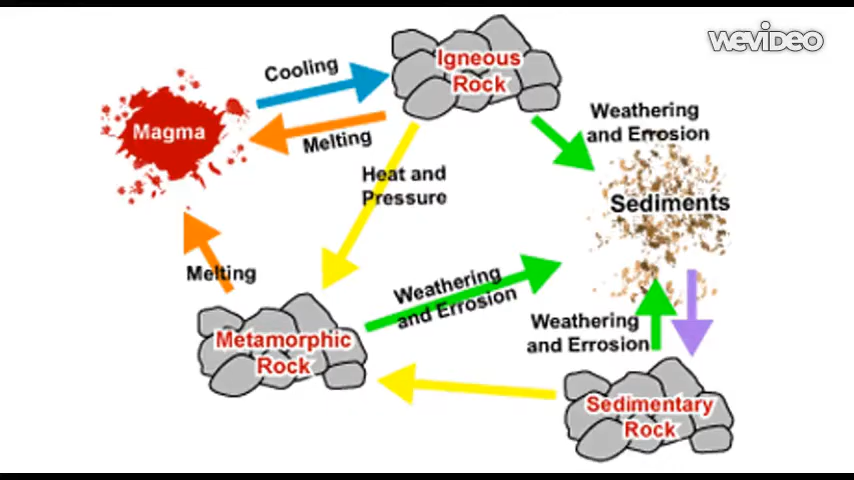 WEVIDEO
Cooling
Igneous
Rock
Magma
Melting
Weathering
and Errosion
Heat and
Pressure
Sediments
Melting
Weathering
and Errosion
Weathering
and Errosion
Metamorphic
Rock
Sedimentary
Rock